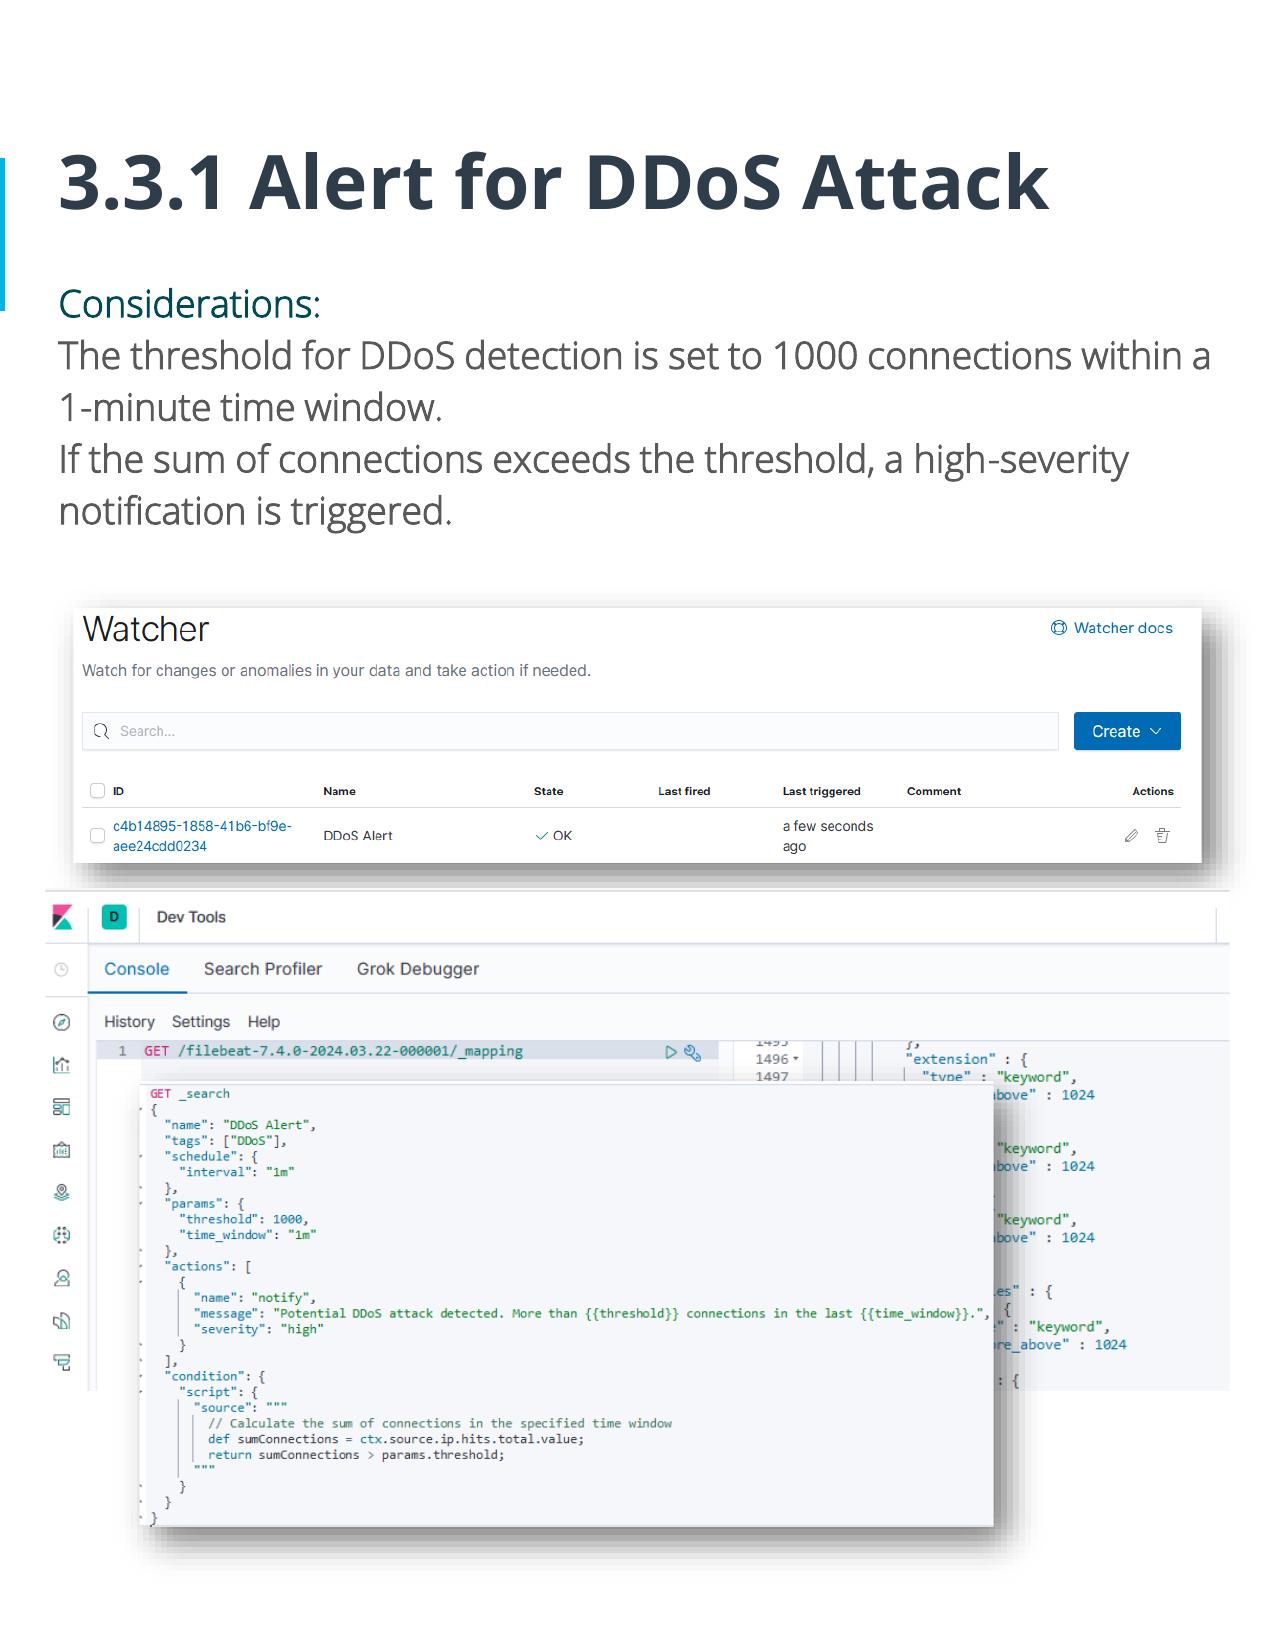 3.3.1 Alert for DDoS Attack
Considerations:
The threshold for DDoS detection is set to 1000 connections within a
1-minute time window.
If the sum of connections exceeds the threshold, a high-severity
notification is triggered.
Watcher
Watcher docs
Watch for changes or anomalies in your data and take action if needed.
Search...
Create
ID Name State Last fired Last triggered Comment Actions
c4b14895-1858-41b6-bf9e-
aee24cdd0234
DDoS Alert
OK
a few seconds
ago
D Dev Tools
Console Search Profiler Grok Debugger
History Settings Help
1 GET /filebeat-7.4.0-2024.03.22-000001/_mapping
1495 },
1496 "extension" : {
1497 "type" : "keyword",
bove" : 1024
"keyword",
bove" : 1024
"keyword",
bove" : 1024
es" : {
{
" : "keyword",
re_above" : 1024
: {
GET _search
{
"name": "DDoS Alert",
"tags": ["DDoS"],
"schedule": {
"interval": "1m"
},
"params": {
"threshold": 1000,
"time_window": "1m"
},
"actions": [
{
"name": "notify",
"message": "Potential DDoS attack detected. More than {{threshold}} connections in the last {{time_window}}.",
"severity": "high"
}
],
"condition": {
"script": {
"source": """
// Calculate the sum of connections in the specified time window
def sumConnections = ctx.source.ip.hits.total.value;
return sumConnections > params.threshold;
"""
}
}
}